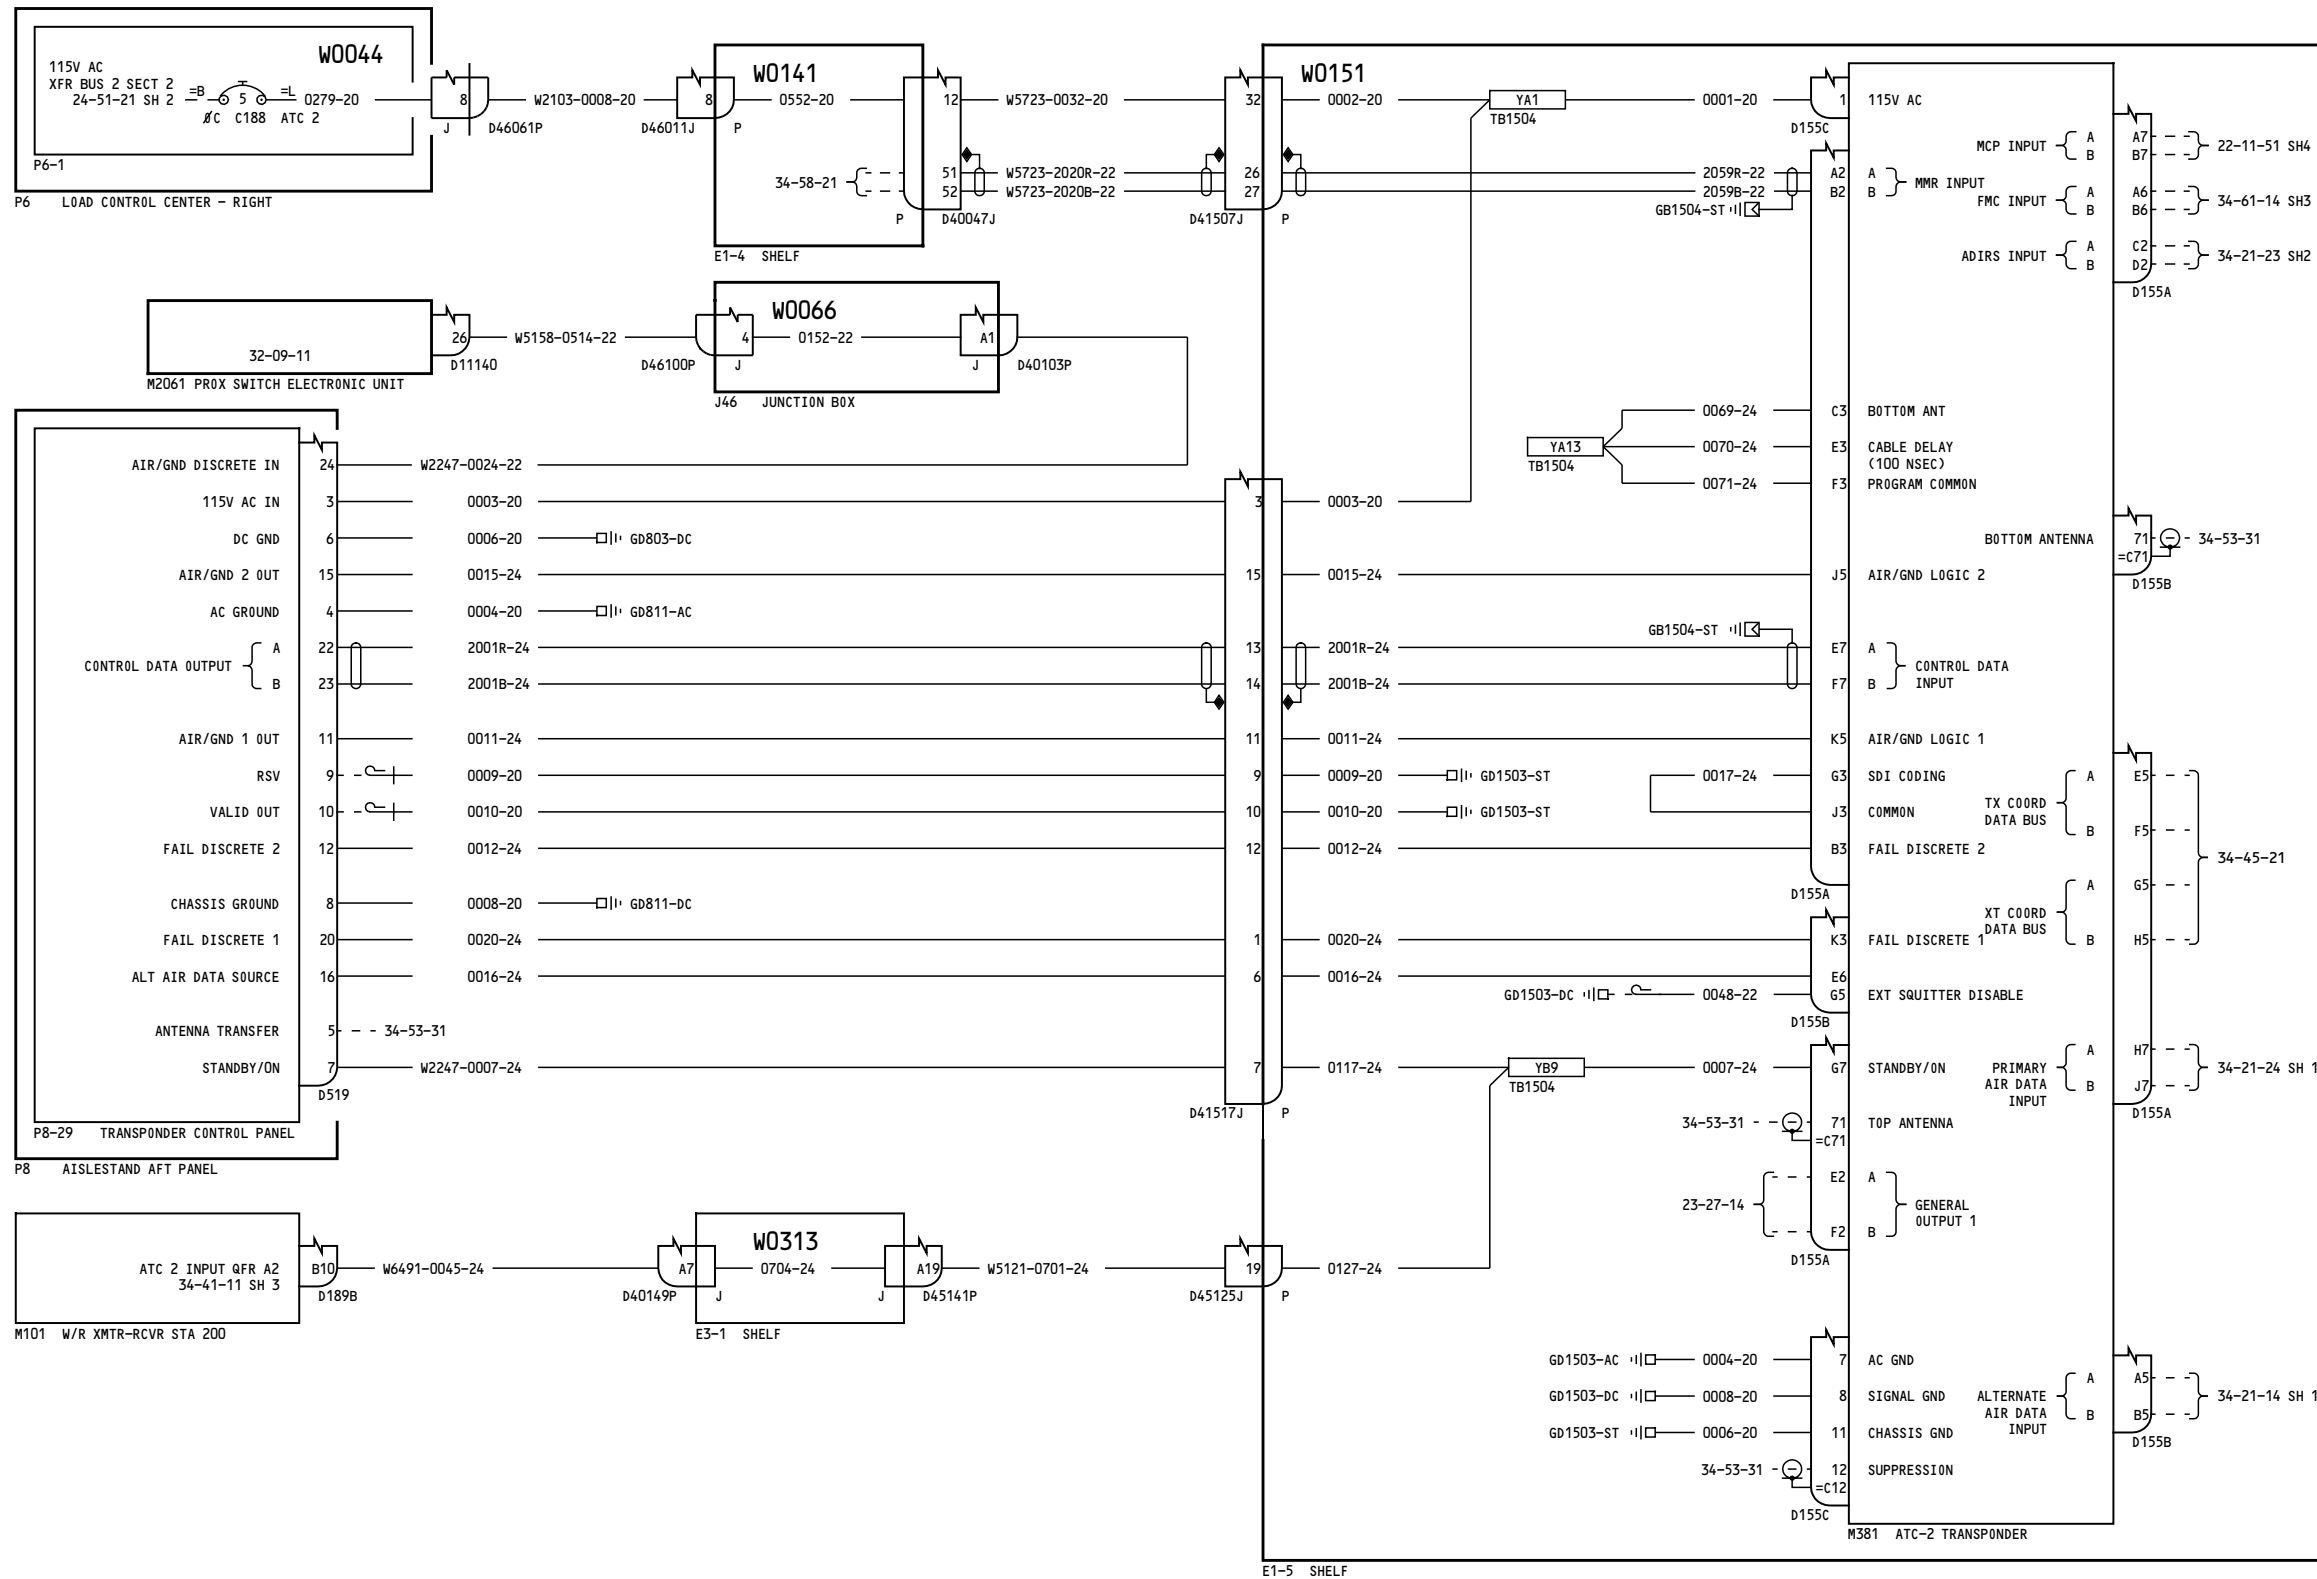 W0044
115V AC
XFR BUS 2 SECT 2
24-51-21 SH 2 =B 5 =L 0279-20
ØC C188 ATC 2
P6-1
P6 LOAD CONTROL CENTER - RIGHT
8
J D46061P
W2103-0008-20
8
D46011J P
W0141
0552-20
12
34-58-21
51
52
P D40047J
E1-4 SHELF
W5723-0032-20
W5723-2020R-22
W5723-2020B-22
32
26
27
D41507J P
W0151
0002-20
YA1
TB1504
0001-20
1 115V AC
D155C
2059R-22 A2 A
2059B-22 B2 B
MMR INPUT
GB1504-ST
MCP INPUT A B
A7
B7
22-11-51 SH4
FMC INPUT A B
A6
B6
34-61-14 SH3
ADIRS INPUT A B
C2
D2
34-21-23 SH2
D155A
32-09-11
26
D11140
M2061 PROX SWITCH ELECTRONIC UNIT
W5158-0514-22
W0066
4 0152-22 A1
D46100P J J D40103P
J46 JUNCTION BOX
AIR/GND DISCRETE IN 24 W2247-0024-22
115V AC IN 3 0003-20 3 0003-20
DC GND 6 0006-20 GD803-DC
AIR/GND 2 OUT 15 0015-24 15 0015-24 J5 AIR/GND LOGIC 2
AC GROUND 4 0004-20 GD811-AC
CONTROL DATA OUTPUT
A 22 2001R-24 13 2001R-24 E7 A
B 23 2001B-24 14 2001B-24 F7 B
GB1504-ST
CONTROL DATA
INPUT
AIR/GND 1 OUT 11 0011-24 11 0011-24 K5 AIR/GND LOGIC 1
RSV 9 0009-20 9 0009-20 GD1503-ST
0017-24 G3 SDI CODING
VALID OUT 10 0010-20 10 0010-20 GD1503-ST
J3 COMMON
FAIL DISCRETE 2 12 0012-24 12 0012-24 B3 FAIL DISCRETE 2
D155A
CHASSIS GROUND 8 0008-20 GD811-DC
FAIL DISCRETE 1 20 0020-24 1 0020-24 K3 FAIL DISCRETE 1
ALT AIR DATA SOURCE 16 0016-24 6 0016-24 E6
GD1503-DC 0048-22 G5 EXT SQUITTER DISABLE
D155B
ANTENNA TRANSFER 5 34-53-31
STANDBY/ON 7 W2247-0007-24 7 0117-24
YB9
TB1504
0007-24 G7 STANDBY/ON
D519
D41517J P
P8-29 TRANSPONDER CONTROL PANEL
P8 AISLESTAND AFT PANEL
0069-24 C3 BOTTOM ANT
YA13
TB1504
0070-24 E3 CABLE DELAY
(100 NSEC)
0071-24 F3 PROGRAM COMMON
BOTTOM ANTENNA 71 34-53-31
=C71
D155B
TX COORD
DATA BUS
A E5
B F5
XT COORD
DATA BUS
A G5
B H5
34-45-21
PRIMARY
AIR DATA
INPUT
A H7
B J7
34-21-24 SH 1
D155A
34-53-31 71 TOP ANTENNA
=C71
23-27-14
E2 A
F2 B
GENERAL
OUTPUT 1
D155A
ATC 2 INPUT QFR A2
34-41-11 SH 3
B10
D189B
M101 W/R XMTR-RCVR STA 200
W6491-0045-24
W0313
A7 0704-24 A19
D40149P J J D45141P
E3-1 SHELF
W5121-0701-24
19
D45125J P
0127-24
GD1503-AC 0004-20 7 AC GND
GD1503-DC 0008-20 8 SIGNAL GND
GD1503-ST 0006-20 11 CHASSIS GND
34-53-31 12 SUPPRESSION
=C12
D155C
ALTERNATE
AIR DATA
INPUT
A A5
B B5
34-21-14 SH 1
D155B
M381 ATC-2 TRANSPONDER
E1-5 SHELF